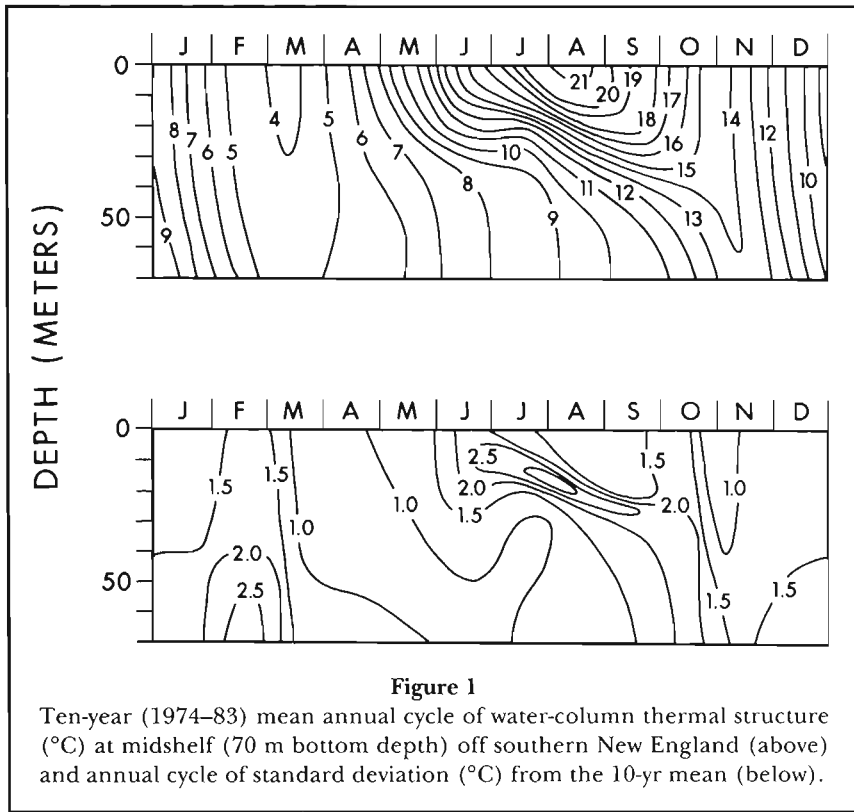 DEPTH (METERS)
J F M A M J J A S O N D
0
50
8 7 6 5 4 5 6 7 8 9 10 11 12 13 9 21 20 19 18 17 16 15 14 12 10
J F M A M J J A S O N D
0
50
1.5 1.5 1.0 1.0 2.0 2.5 2.5 2.0 1.5 1.5 2.0 1.0 1.5 1.5
Figure 1
Ten-year (1974–83) mean annual cycle of water-column thermal structure
(°C) at midshelf (70 m bottom depth) off southern New England (above)
and annual cycle of standard deviation (°C) from the 10-yr mean (below).